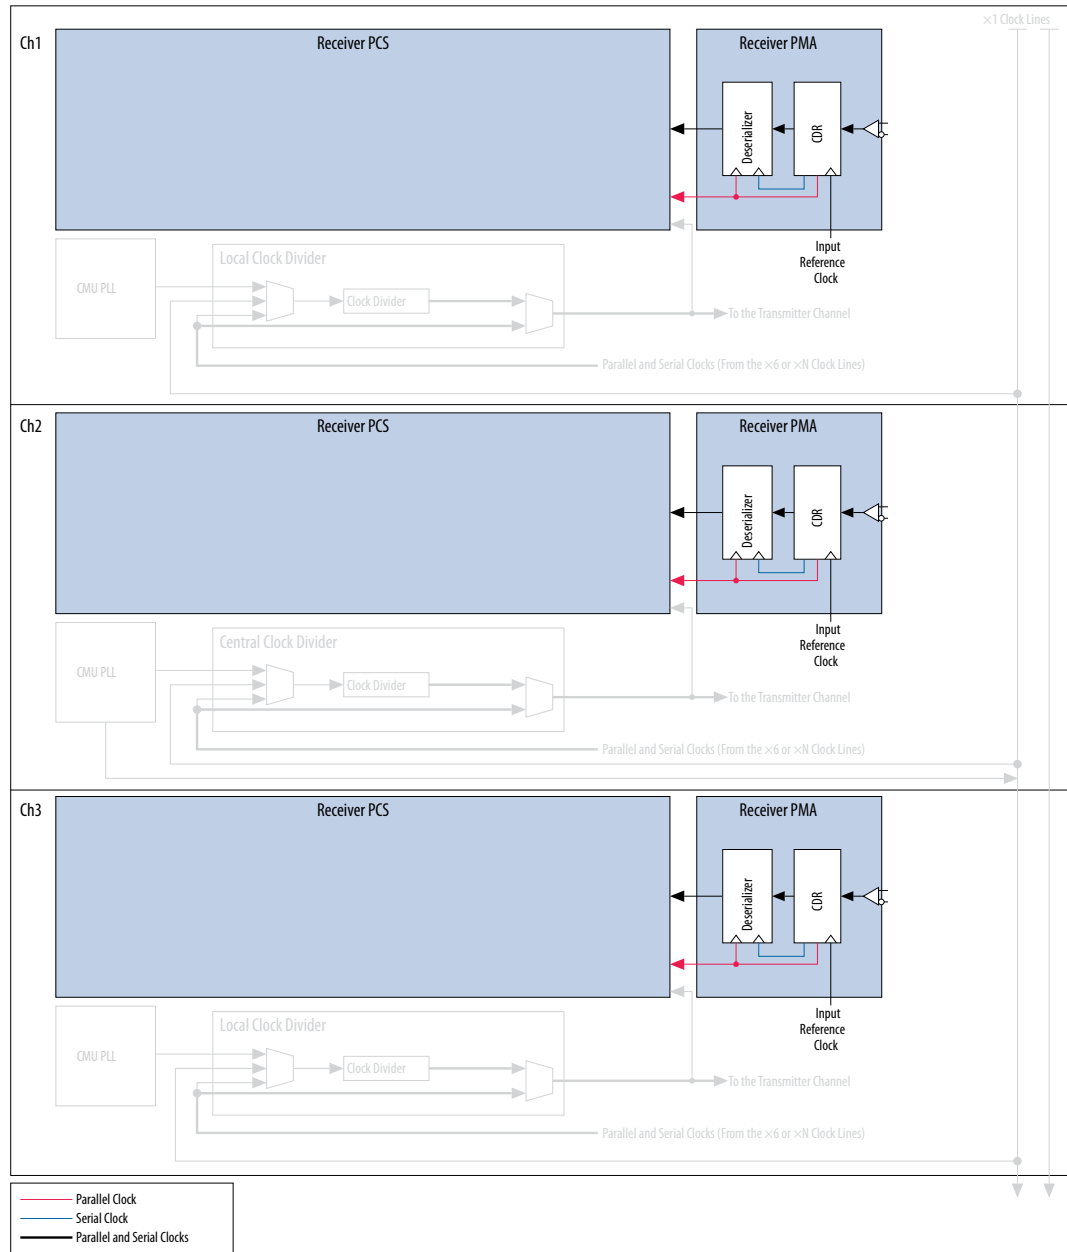 ×1 Clock Lines
Ch1
Receiver PCS
Receiver PMA
Deserializer
CDR
Input
Reference
Clock
Local Clock Divider
CMU PLL
Clock Divider
To the Transmitter Channel
Parallel and Serial Clocks (From the ×6 or ×N Clock Lines)
Ch2
Receiver PCS
Receiver PMA
Deserializer
CDR
Input
Reference
Clock
Central Clock Divider
CMU PLL
Clock Divider
To the Transmitter Channel
Parallel and Serial Clocks (From the ×6 or ×N Clock Lines)
Ch3
Receiver PCS
Receiver PMA
Deserializer
CDR
Input
Reference
Clock
Local Clock Divider
CMU PLL
Clock Divider
To the Transmitter Channel
Parallel and Serial Clocks (From the ×6 or ×N Clock Lines)
Parallel Clock
Serial Clock
Parallel and Serial Clocks